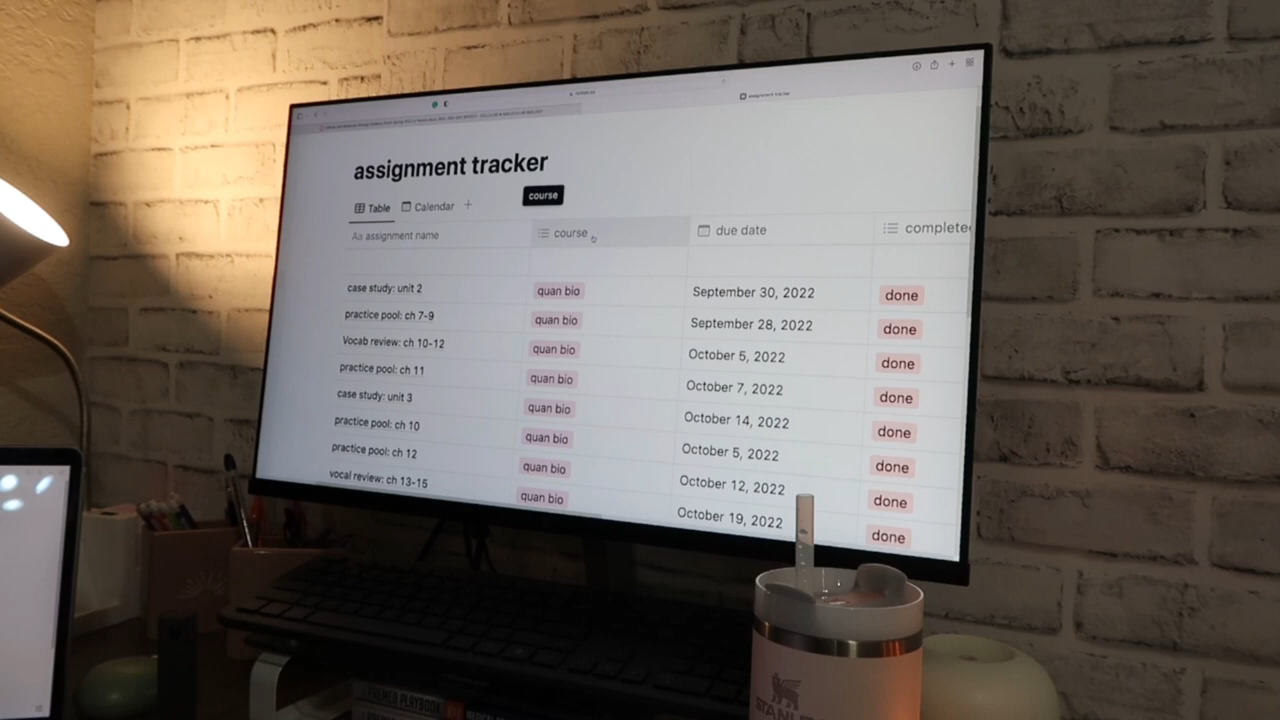 assignment tracker
assignment tracker
course
Table Calendar +
Aa assignment name course due date complete
case study: unit 2 quan bio September 30, 2022 done
practice pool: ch 7-9 quan bio September 28, 2022 done
Vocab review: ch 10-12 quan bio October 5, 2022 done
practice pool: ch 11 quan bio October 7, 2022 done
case study: unit 3 quan bio October 14, 2022 done
practice pool: ch 10 quan bio October 5, 2022 done
practice pool: ch 12 quan bio October 12, 2022 done
vocal review: ch 13-15 quan bio October 19, 2022 done
PLAYBOOK
STANLE